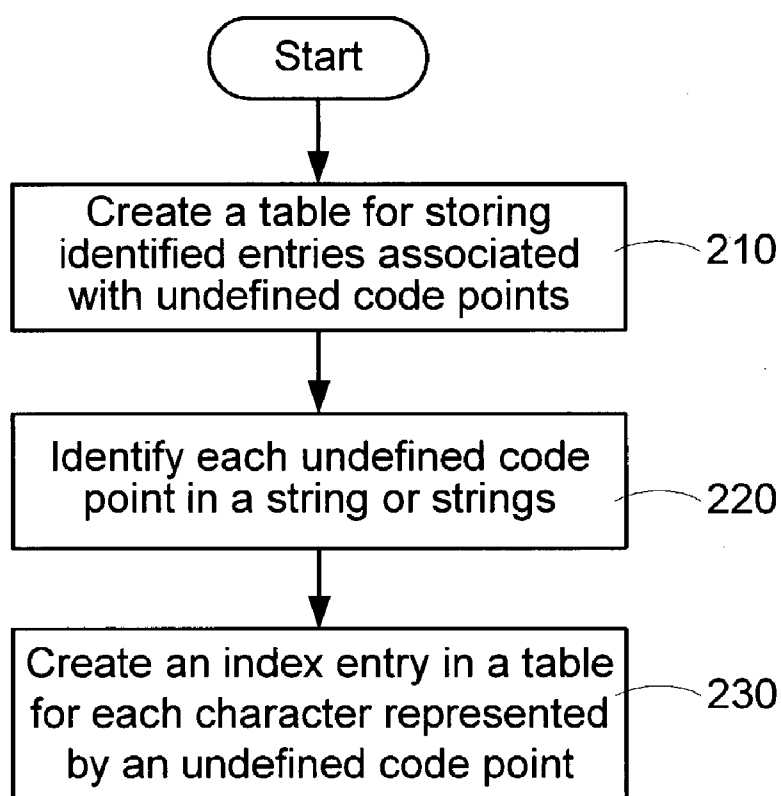 Start
Create a table for storing
identified entries associated
with undefined code points
210
Identify each undefined code
point in a string or strings
220
Create an index entry in a table
for each character represented
by an undefined code point
230